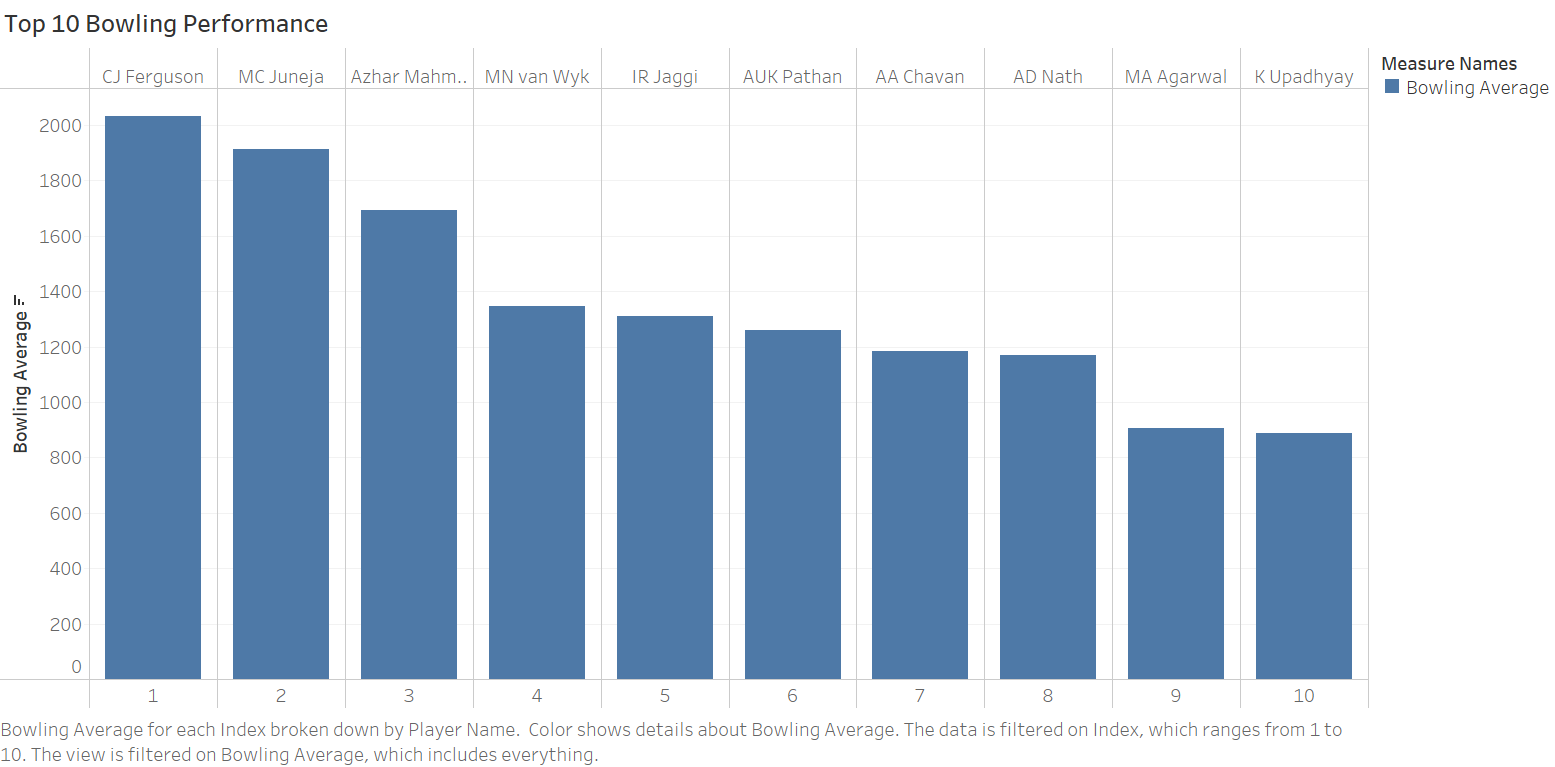 Top 10 Bowling Performance
CJ Ferguson MC Juneja Azhar Mahm.. MN van Wyk IR Jaggi AUK Pathan AA Chavan AD Nath MA Agarwal K Upadhyay
Measure Names
Bowling Average
Bowling Average
2000
1800
1600
1400
1200
1000
800
600
400
200
0
1 2 3 4 5 6 7 8 9 10
Bowling Average for each Index broken down by Player Name.  Color shows details about Bowling Average. The data is filtered on Index, which ranges from 1 to
10. The view is filtered on Bowling Average, which includes everything.